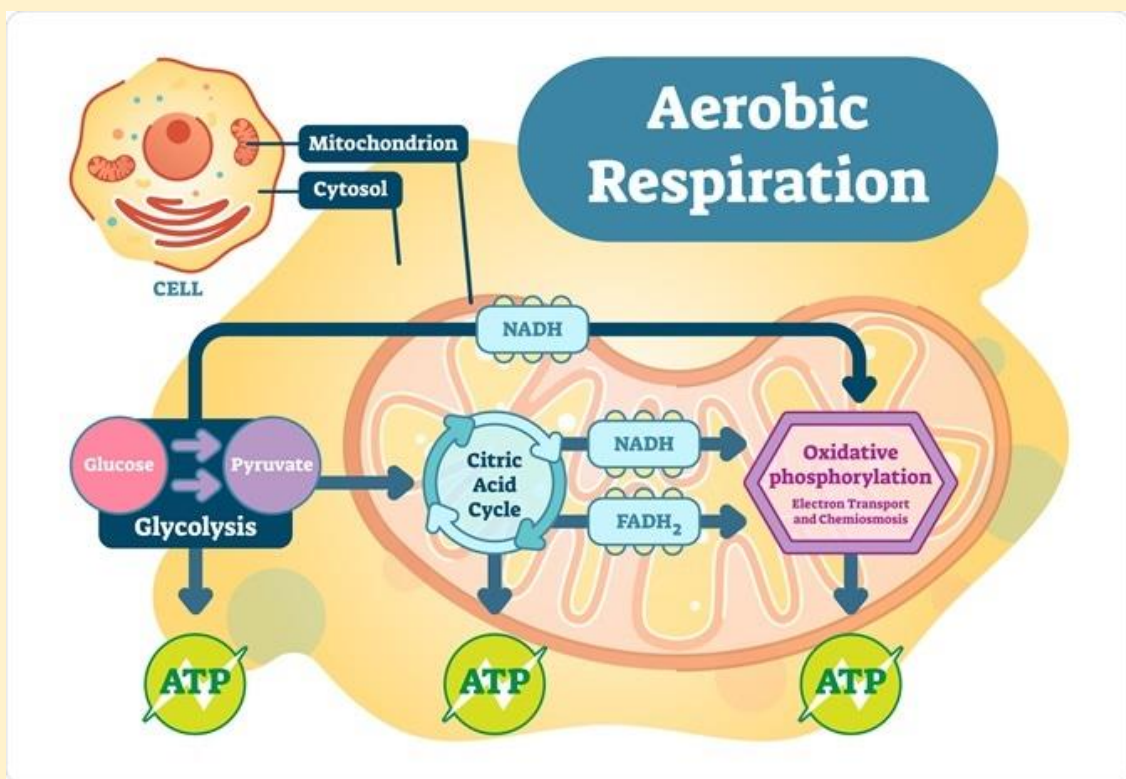 Aerobic
Respiration
Mitochondrion
Cytosol
CELL
NADH
Glucose
Pyruvate
Glycolysis
Citric
Acid
Cycle
NADH
FADH₂
Oxidative
phosphorylation
Electron Transport
and Chemiosmosis
ATP
ATP
ATP